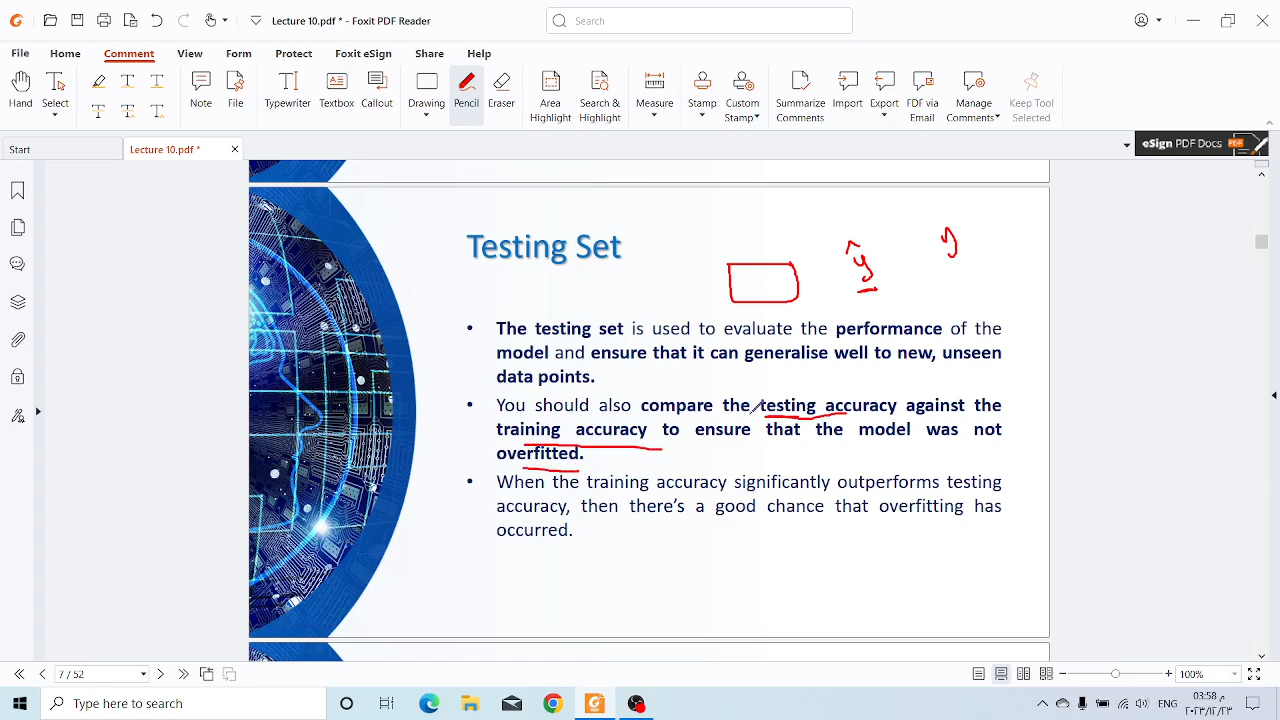 Lecture 10.pdf * - Foxit PDF Reader
Search
File Home Comment View Form Protect Foxit eSign Share Help
Hand Select Note File Typewriter Textbox Callout Drawing Pencil Eraser Area Highlight Search & Highlight Measure Stamp Custom Stamp Summarize Comments Import Export FDF via Email Manage Comments Keep Tool Selected
Start Lecture 10.pdf * eSign PDF Docs PDF
Testing Set
ŷ y
• The testing set is used to evaluate the performance of the
model and ensure that it can generalise well to new, unseen
data points.
• You should also compare the testing accuracy against the
training accuracy to ensure that the model was not
overfitted.
• When the training accuracy significantly outperforms testing
accuracy, then there's a good chance that overfitting has
occurred.
7 / 52 100%
Type here to search ENG 03:58